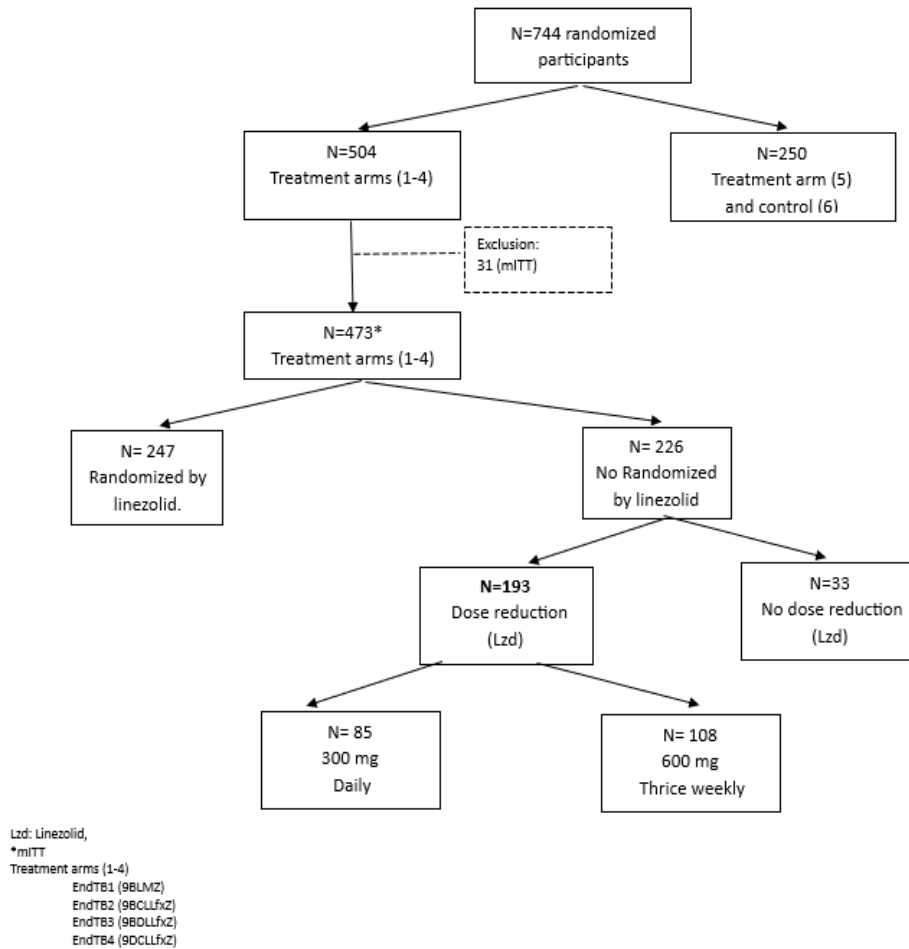 N=744 randomized
participants
N=504
Treatment arms (1-4)
N=250
Treatment arm (5)
and control (6)
Exclusion:
31 (mITT)
N=473*
Treatment arms (1-4)
N= 247
Randomized by
linezolid.
N= 226
No Randomized
by linezolid
N=193
Dose reduction
(Lzd)
N=33
No dose reduction
(Lzd)
N= 85
300 mg
Daily
N= 108
600 mg
Thrice weekly
Lzd: Linezolid,
*mITT
Treatment arms (1-4)
EndTB1 (9BLMZ)
EndTB2 (9BCLLfxZ)
EndTB3 (9BDLLfxZ)
EndTB4 (9DCLLfxZ)